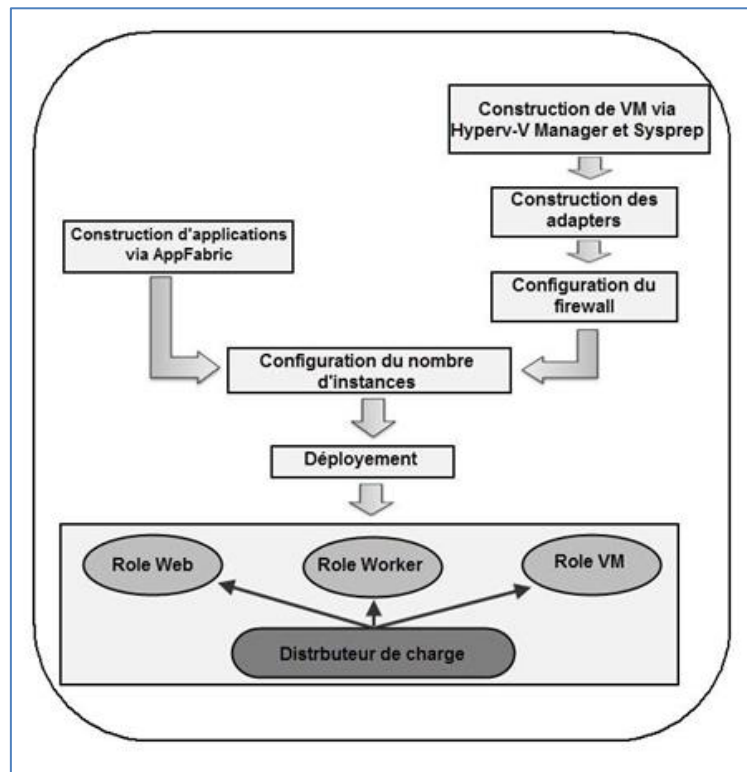 Construction de VM via
Hyperv-V Manager et Sysprep
Construction des
adapters
Construction d'applications
via AppFabric
Configuration du
firewall
Configuration du nombre
d'instances
Déployement
Role Web
Role Worker
Role VM
Distrbuteur de charge